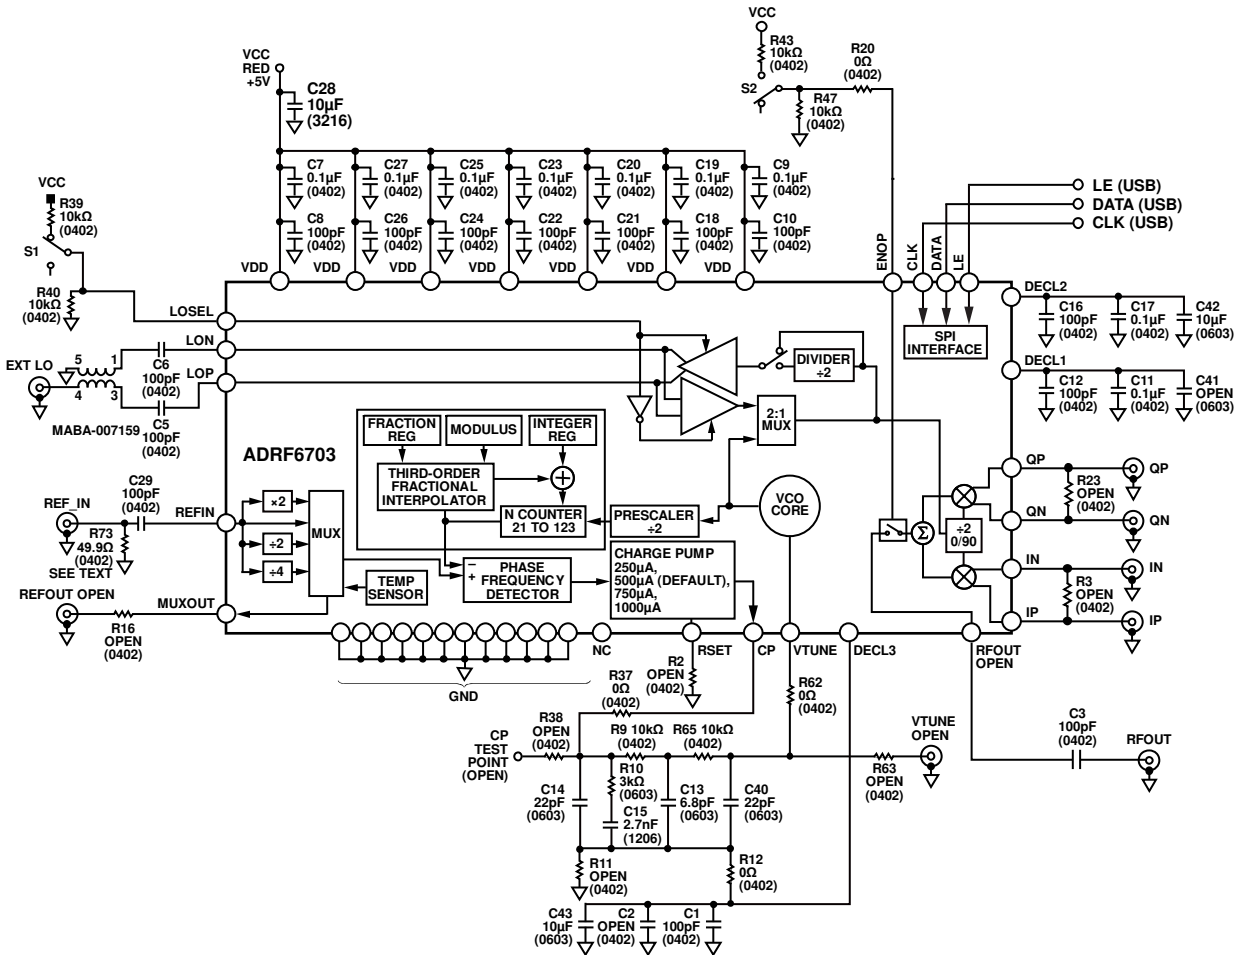 VCC
R43
10kΩ
(0402)
R20
0Ω
(0402)
S2
R47
10kΩ
(0402)
VCC
RED
+5V
C28
10µF
(3216)
C7
0.1µF
(0402)
C27
0.1µF
(0402)
C25
0.1µF
(0402)
C23
0.1µF
(0402)
C20
0.1µF
(0402)
C19
0.1µF
(0402)
C9
0.1µF
(0402)
C8
100pF
(0402)
C26
100pF
(0402)
C24
100pF
(0402)
C22
100pF
(0402)
C21
100pF
(0402)
C18
100pF
(0402)
C10
100pF
(0402)
VCC
R39
10kΩ
(0402)
S1
R40
10kΩ
(0402)
VDD
VDD
VDD
VDD
VDD
VDD
VDD
ENOP
CLK
DATA
LE
LE (USB)
DATA (USB)
CLK (USB)
LOSEL
LON
LOP
EXT LO
5
1
4
3
C6
100pF
(0402)
C5
100pF
(0402)
MABA-007159
DECL2
C16
100pF
(0402)
C17
0.1µF
(0402)
C42
10µF
(0603)
SPI
INTERFACE
DECL1
C12
100pF
(0402)
C11
0.1µF
(0402)
C41
OPEN
(0603)
DIVIDER
÷2
2:1
MUX
ADRF6703
FRACTION
REG
MODULUS
INTEGER
REG
THIRD-ORDER
FRACTIONAL
INTERPOLATOR
+
N COUNTER
21 TO 123
PRESCALER
÷2
VCO
CORE
REF_IN
C29
100pF
(0402)
REFIN
R73
49.9Ω
(0402)
SEE TEXT
×2
÷2
÷4
MUX
TEMP
SENSOR
–
+
PHASE
FREQUENCY
DETECTOR
CHARGE PUMP
250µA,
500µA (DEFAULT),
750µA,
1000µA
Σ
÷2
0/90
QP
R23
OPEN
(0402)
QP
QN
QN
IN
R3
OPEN
(0402)
IN
IP
IP
REFOUT OPEN
MUXOUT
R16
OPEN
(0402)
GND
NC
RSET
CP
VTUNE
DECL3
RFOUT
OPEN
R2
OPEN
(0402)
R37
0Ω
(0402)
R62
0Ω
(0402)
CP
TEST
POINT
(OPEN)
R38
OPEN
(0402)
R9 10kΩ
(0402)
R65 10kΩ
(0402)
R10
3kΩ
(0603)
C14
22pF
(0603)
C15
2.7nF
(1206)
C13
6.8pF
(0603)
C40
22pF
(0603)
R63
OPEN
(0402)
VTUNE
OPEN
C3
100pF
(0402)
RFOUT
R11
OPEN
(0402)
R12
0Ω
(0402)
C43
10µF
(0603)
C2
OPEN
(0402)
C1
100pF
(0402)